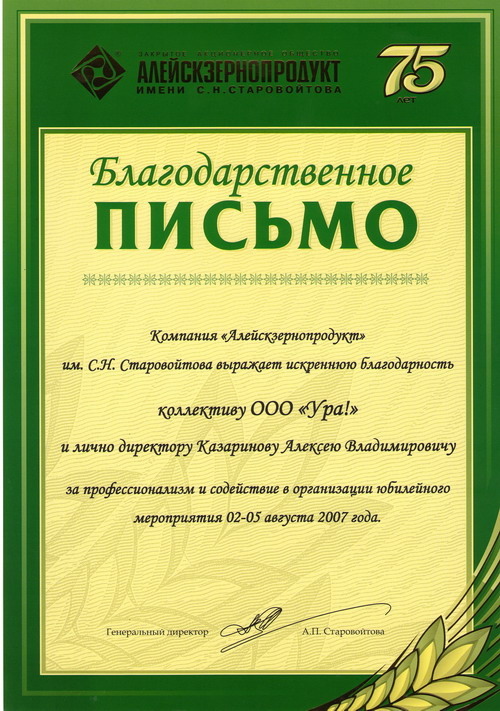 ЗАКРЫТОЕ АКЦИОНЕРНОЕ ОБЩЕСТВО
АЛЕЙСКЗЕРНОПРОДУКТ
ИМЕНИ С.Н.СТАРОВОЙТОВА
75
лет
Благодарственное
ПИСЬМО
Компания «Алейскзернопродукт»
им. С.Н. Старовойтова выражает искреннюю благодарность
коллективу ООО «Ура!»
и лично директору Казаринову Алексею Владимировичу
за профессионализм и содействие в организации юбилейного
мероприятия 02-05 августа 2007 года.
Генеральный директор А.П. Старовойтова